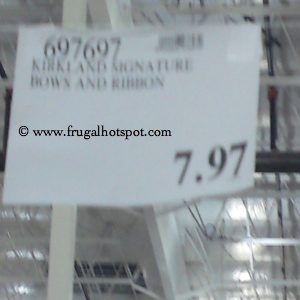 697697
KIRKLAND SIGNATURE
BOWS AND RIBBON
© www.frugalhotspot.com
7.97